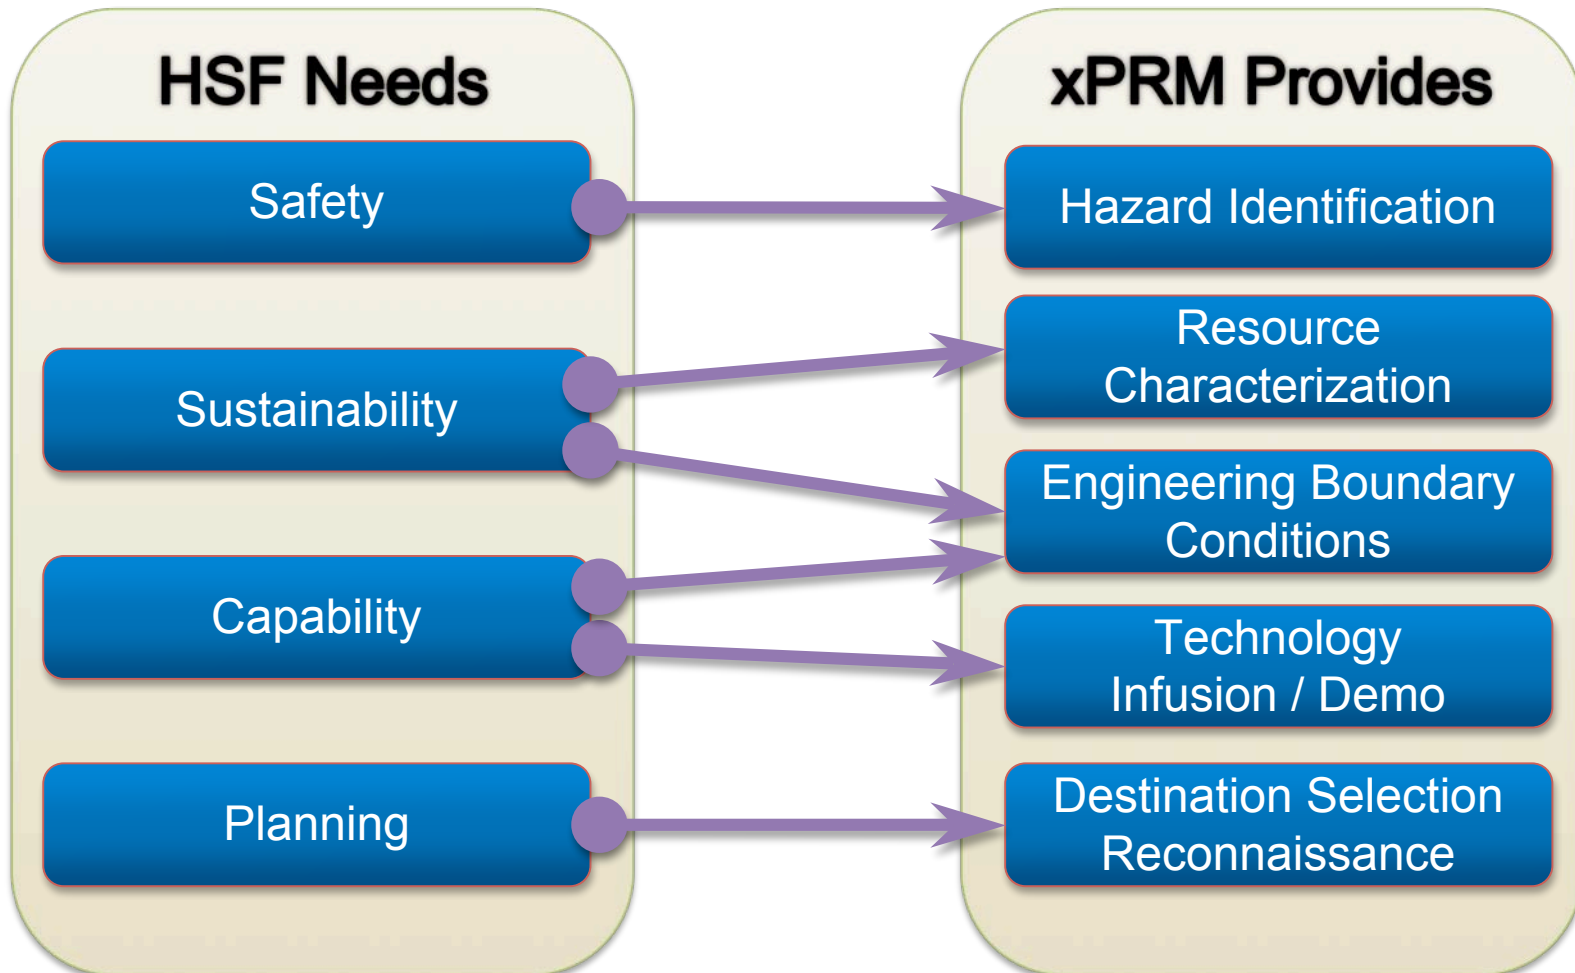 HSF Needs
Safety
Sustainability
Capability
Planning
xPRM Provides
Hazard Identification
Resource
Characterization
Engineering Boundary
Conditions
Technology
Infusion / Demo
Destination Selection
Reconnaissance